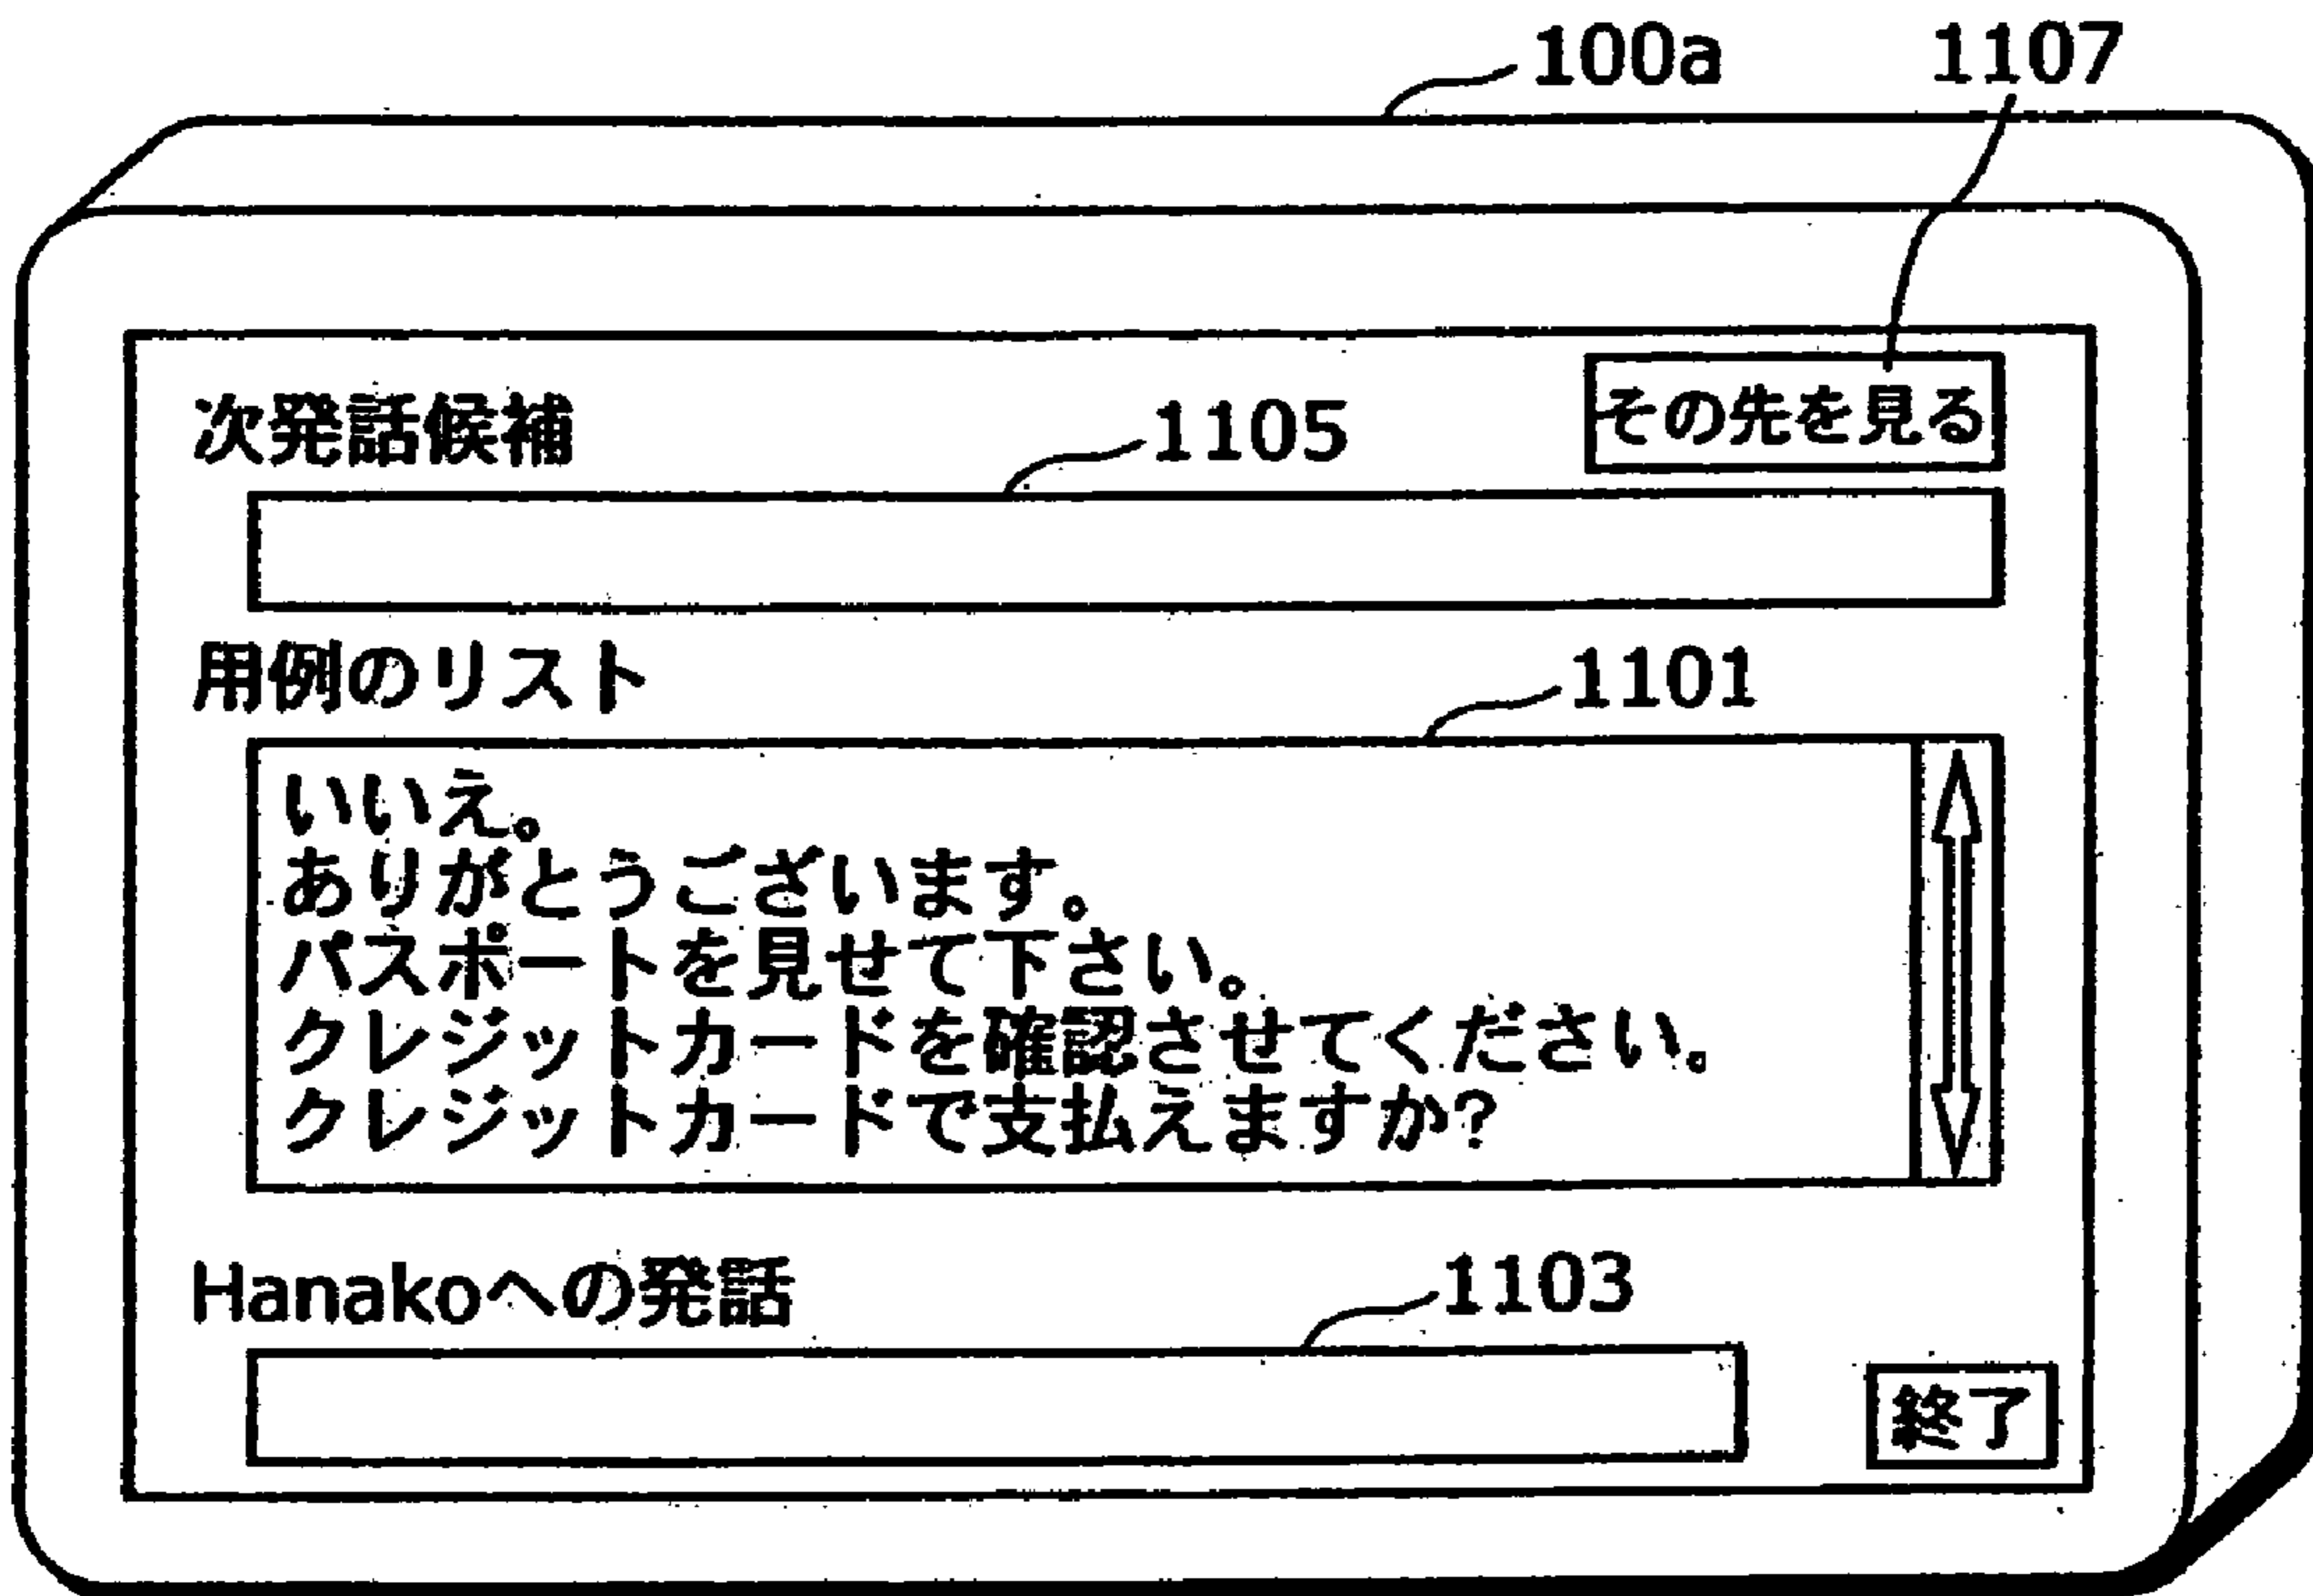 100a
1107
次発話候補
1105
その先を見る
用例のリスト
1101
いいえ。
ありがとうございます。
パスポートを見せて下さい。
クレジットカードを確認させてください。
クレジットカードで支払えますか?
Hanakoへの発話
1103
終了